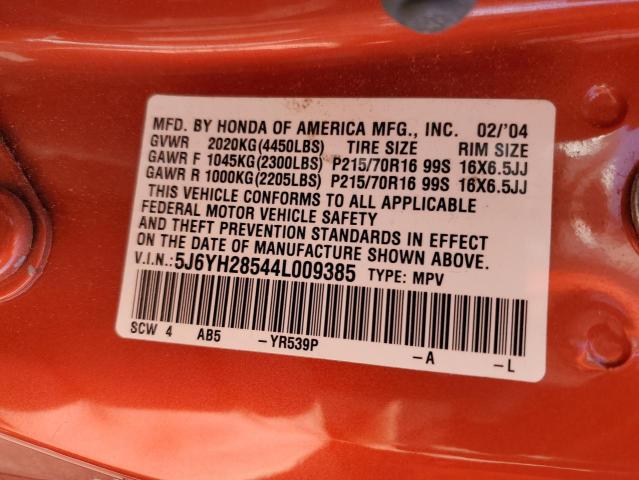 MFD. BY HONDA OF AMERICA MFG., INC. 02/'04
GVWR 2020KG(4450LBS) TIRE SIZE RIM SIZE
GAWR F 1045KG(2300LBS) P215/70R16 99S 16X6.5JJ
GAWR R 1000KG(2205LBS) P215/70R16 99S 16X6.5JJ
THIS VEHICLE CONFORMS TO ALL APPLICABLE
FEDERAL MOTOR VEHICLE SAFETY
AND THEFT PREVENTION STANDARDS IN EFFECT
ON THE DATE OF MANUFACTURE SHOWN ABOVE.
V.I.N.: 5J6YH28544L009385 TYPE: MPV
SCW 4 AB5 -YR539P -A -L